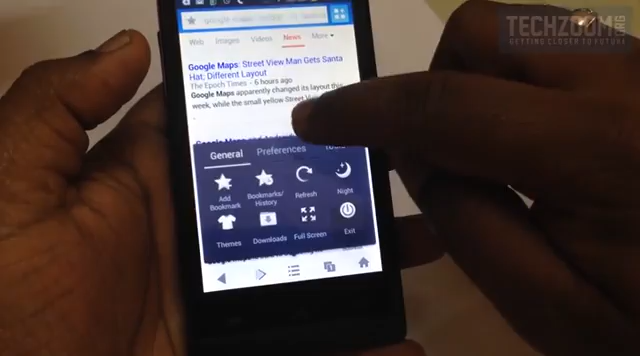 TECHZOOM.ORG
GETTING CLOSED TO FUTURE
Web Images Videos News More
Google Maps: Street View Man Gets Santa
Hat; Different Layout
The Epoch Times - 6 hours ago
Google Maps apparently changed its layout this
week, while the small yellow Street
General Preferences
Add
Bookmark
Bookmarks/
History
Refresh
Night
Themes
Downloads
Full Screen
Exit